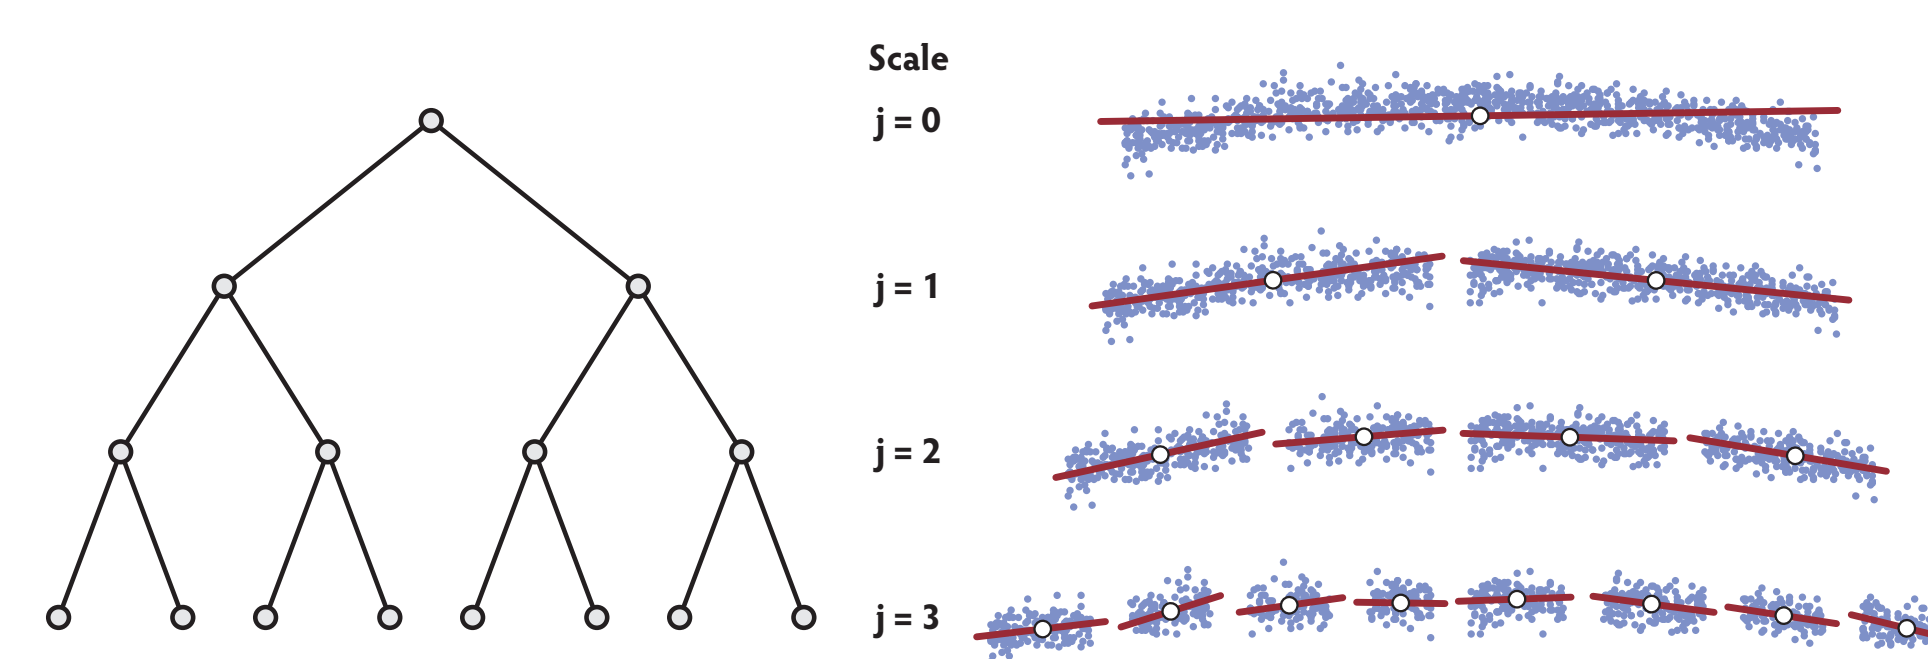 Scale
j = 0
j = 1
j = 2
j = 3